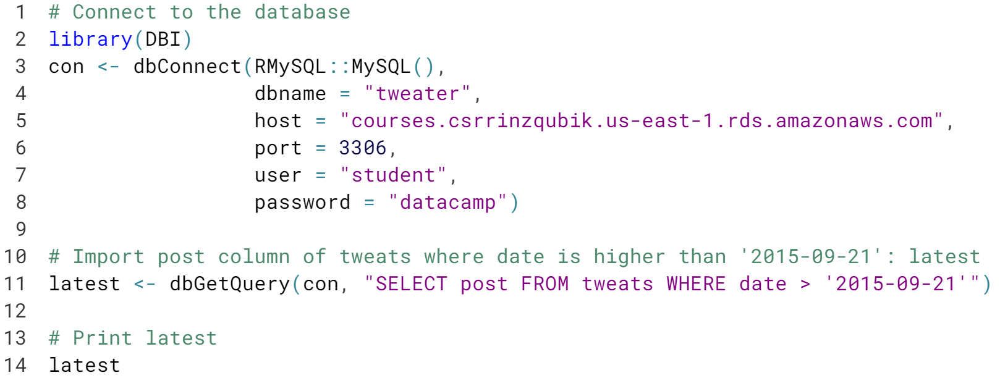 1 # Connect to the database
2 library(DBI)
3 con <- dbConnect(RMySQL::MySQL(),
4                  dbname = "tweater",
5                  host = "courses.csrrinzqubik.us-east-1.rds.amazonaws.com",
6                  port = 3306,
7                  user = "student",
8                  password = "datacamp")
9
10 # Import post column of tweats where date is higher than '2015-09-21': latest
11 latest <- dbGetQuery(con, "SELECT post FROM tweats WHERE date > '2015-09-21'")
12
13 # Print latest
14 latest